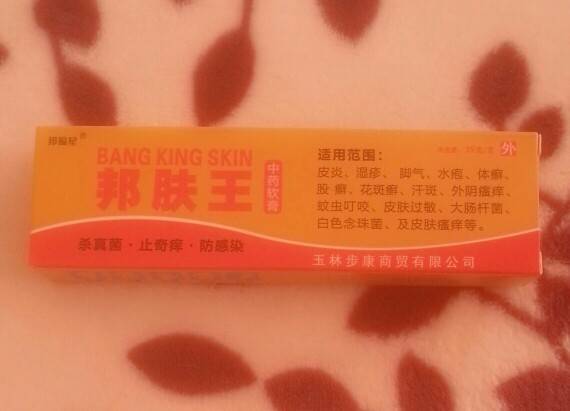 邦肤星®
BANG KING SKIN
邦肤王
中药软膏
杀真菌·止奇痒·防感染
外
适用范围：
皮炎、湿疹、脚气、水疱、体癣、
股癣、花斑癣、汗斑、外阴瘙痒、
蚊虫叮咬、皮肤过敏、大肠杆菌、
白色念珠菌、及皮肤瘙痒等。
玉林步康商贸有限公司